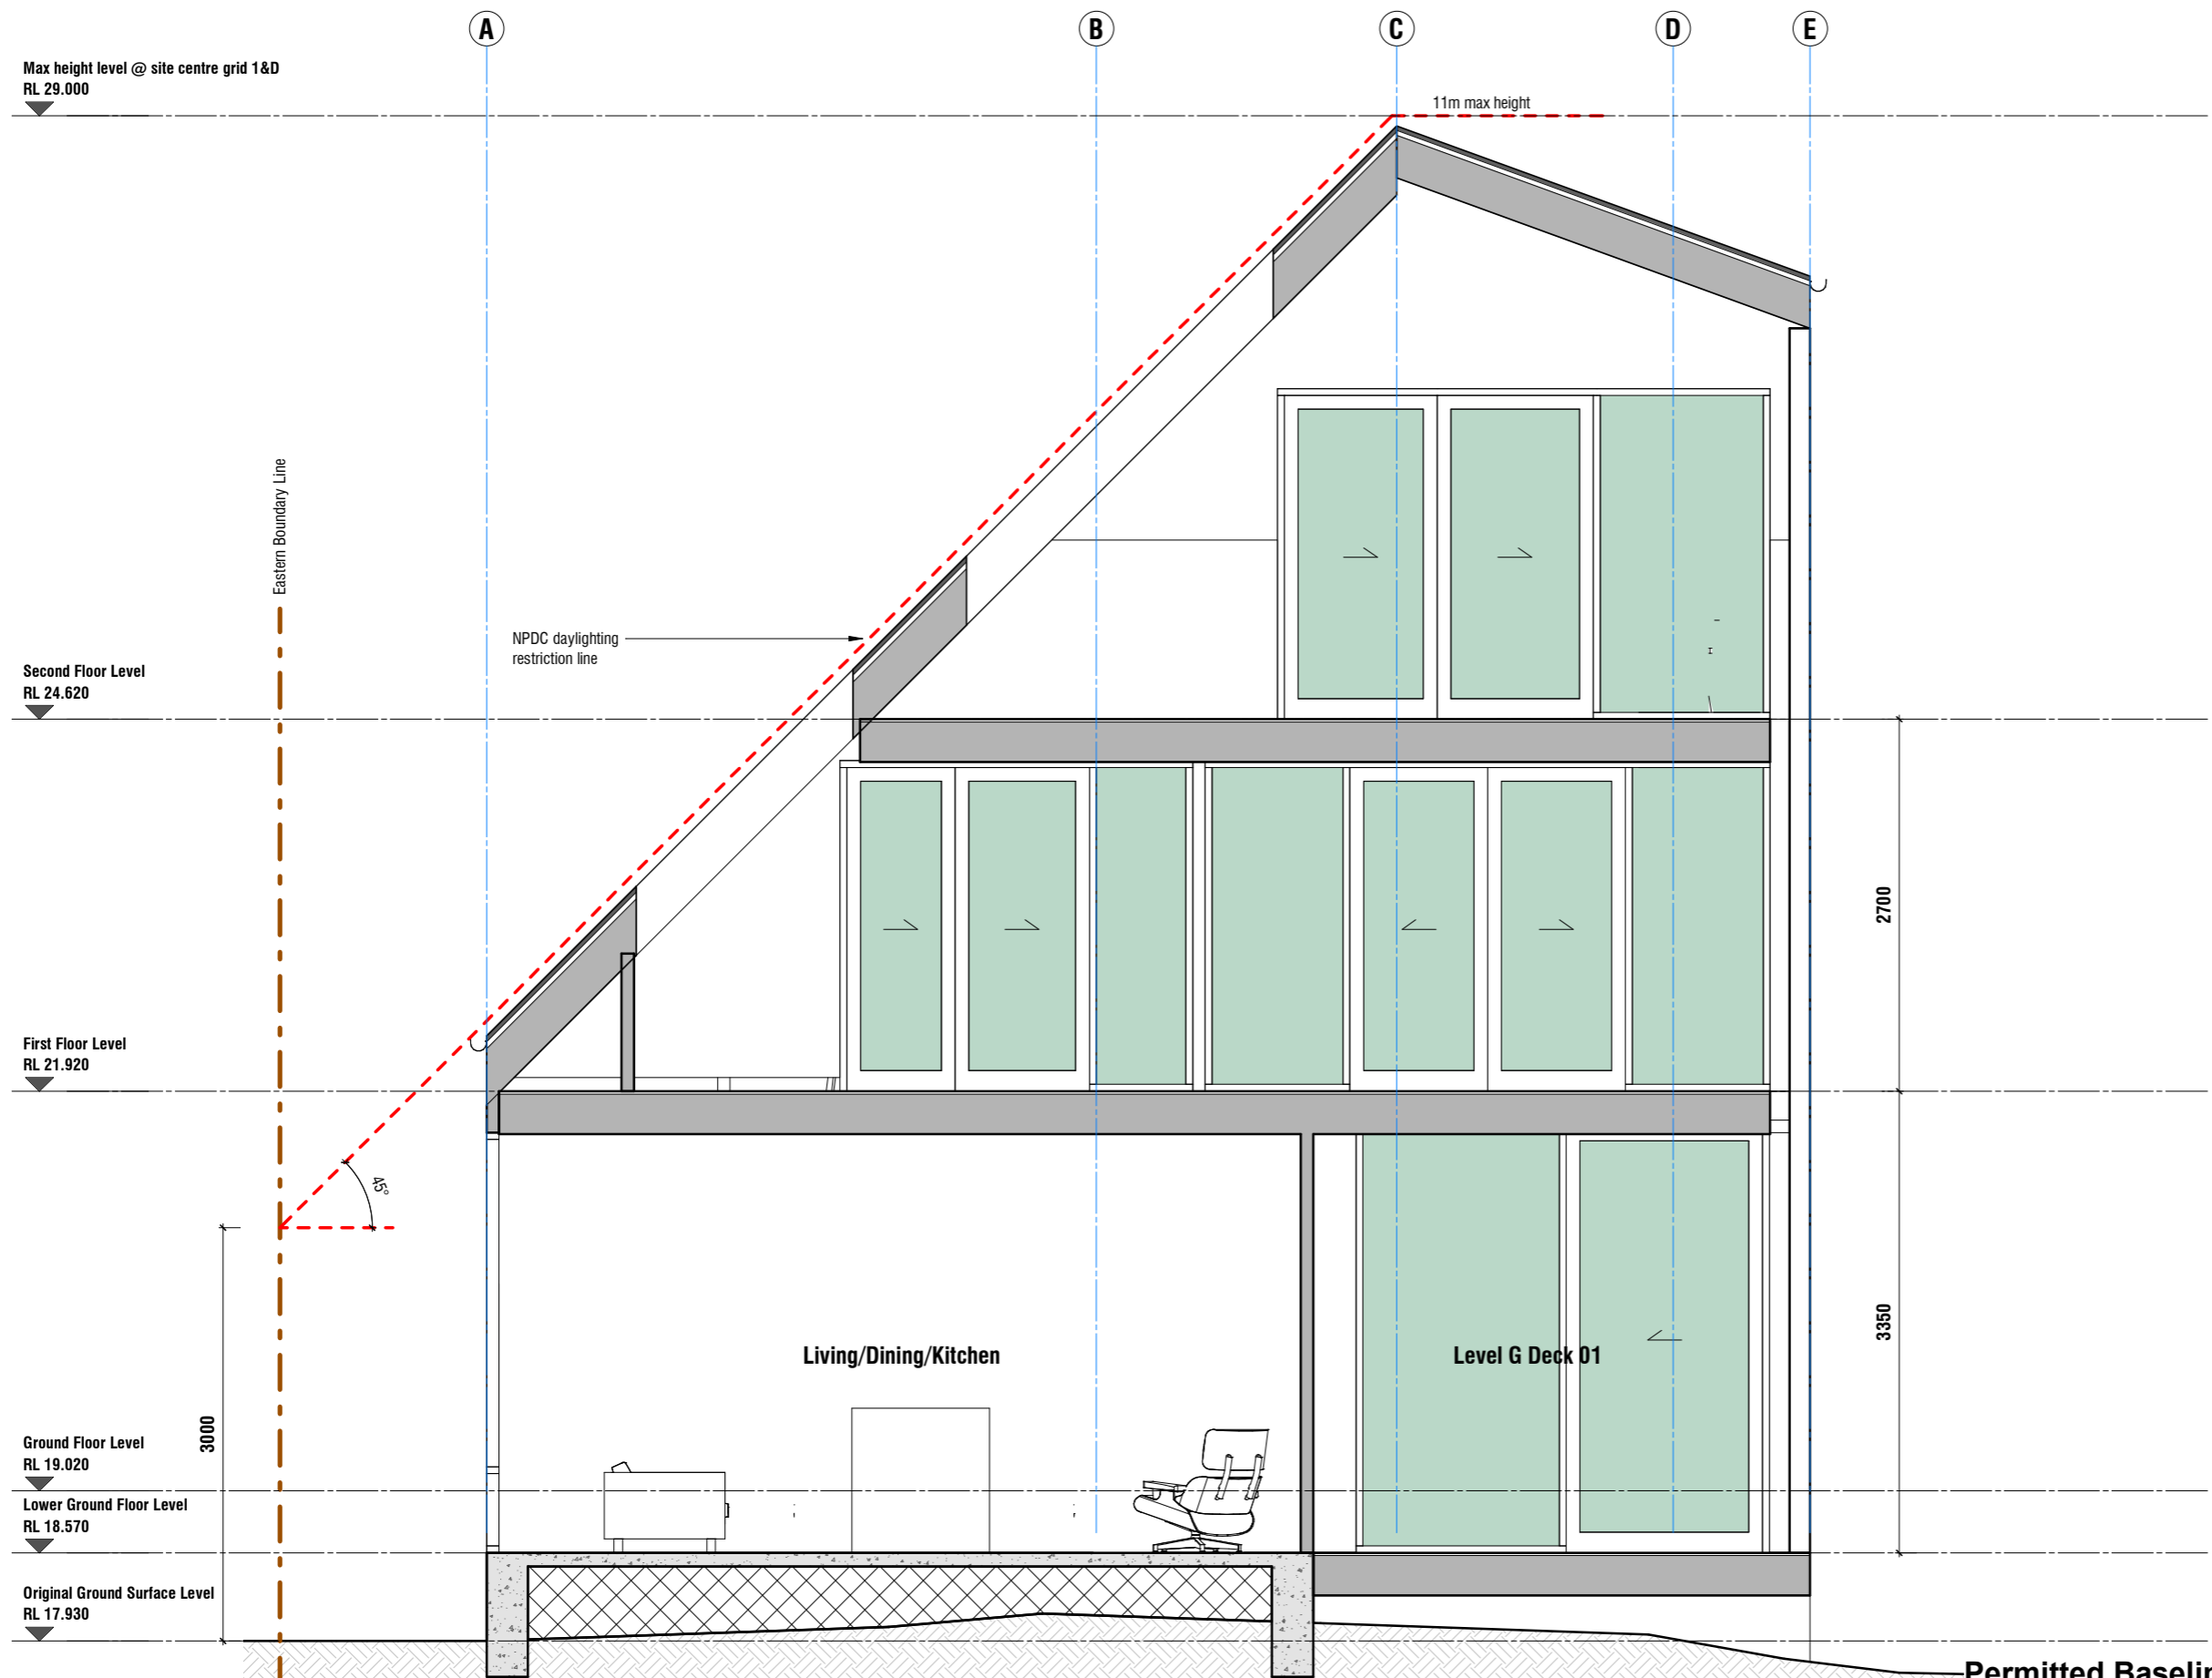 A
B
C
D
E
Max height level @ site centre grid 1&D
RL 29.000
11m max height
Eastern Boundary Line
NPDC daylighting
restriction line
Second Floor Level
RL 24.620
2700
First Floor Level
RL 21.920
45°
3350
Living/Dining/Kitchen
Level G Deck 01
3000
Ground Floor Level
RL 19.020
Lower Ground Floor Level
RL 18.570
Original Ground Surface Level
RL 17.930
Permitted Baselin